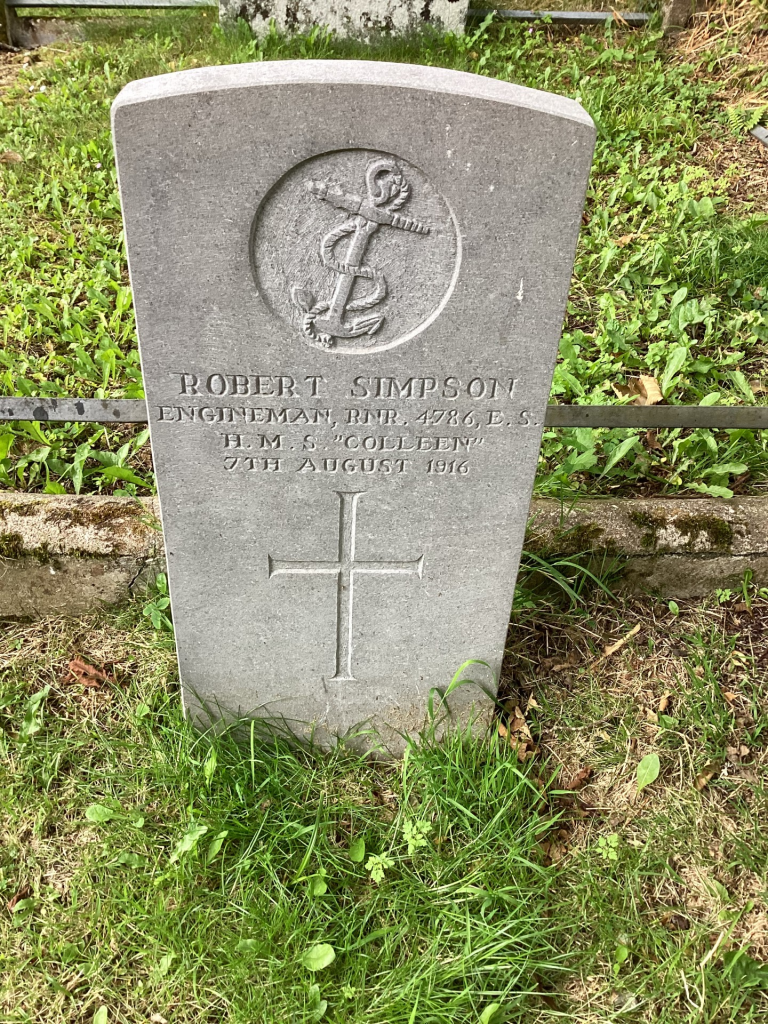 ROBERT SIMPSON
ENGINEMAN, RNR. 4786, E. S.
H. M. S "COLLEEN"
7TH AUGUST 1916